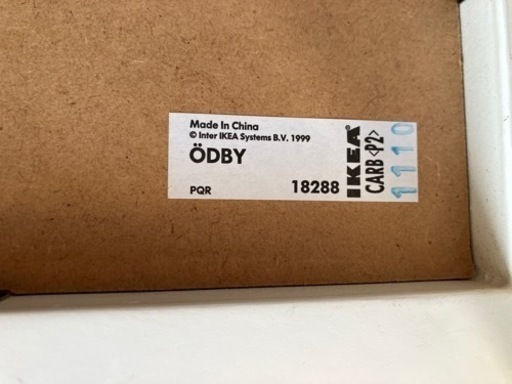 Made In China
© Inter IKEA Systems B.V. 1999
ÖDBY
PQR 18288
IKEA
CARB <P2>
1110